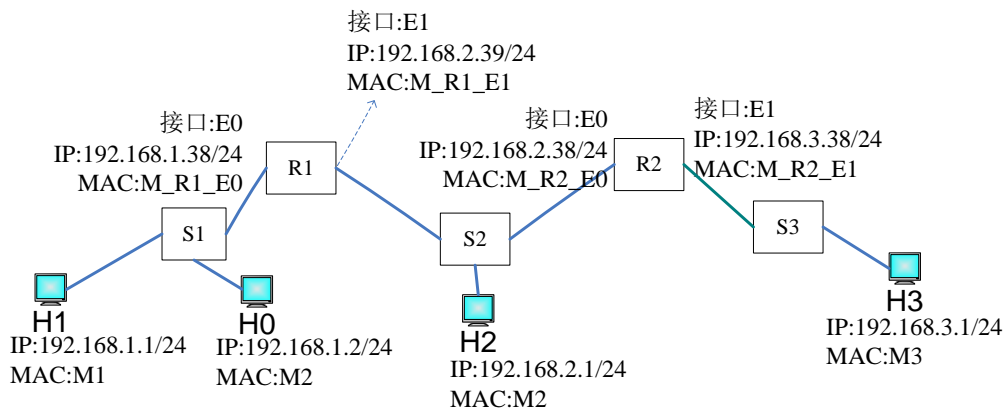 接口:E1
IP:192.168.2.39/24
MAC:M_R1_E1
接口:E0
IP:192.168.1.38/24
MAC:M_R1_E0
R1
接口:E0
IP:192.168.2.38/24
MAC:M_R2_E0
R2
接口:E1
IP:192.168.3.38/24
MAC:M_R2_E1
S1
S2
S3
H1
IP:192.168.1.1/24
MAC:M1
H0
IP:192.168.1.2/24
MAC:M2
H2
IP:192.168.2.1/24
MAC:M2
H3
IP:192.168.3.1/24
MAC:M3